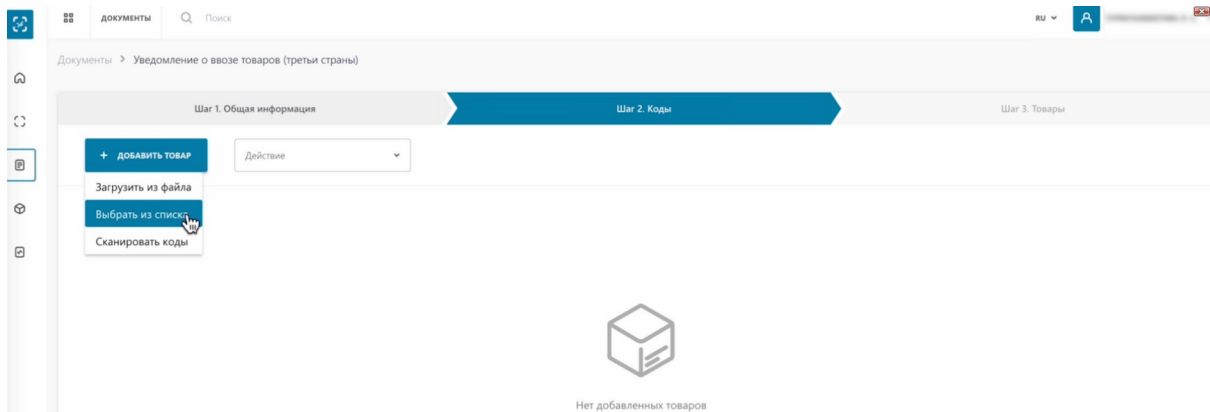 ДОКУМЕНТЫ Поиск RU
Документы > Уведомление о ввозе товаров (третьи страны)
Шаг 1. Общая информация Шаг 2. Коды Шаг 3. Товары
+ ДОБАВИТЬ ТОВАР Действие
Загрузить из файла
Выбрать из списка
Сканировать коды
Нет добавленных товаров